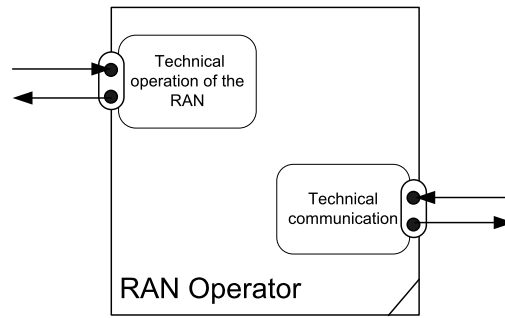 Technical
operation of the
RAN
Technical
communication
RAN Operator